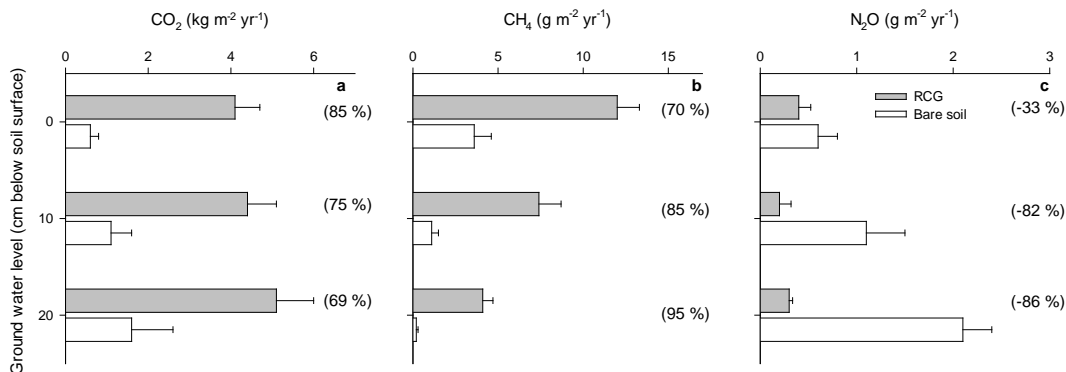 CO2 (kg m-2 yr-1)
CH4 (g m-2 yr-1)
N2O (g m-2 yr-1)
0 2 4 6
0 5 10 15
0 1 2 3
a
b
c
RCG
Bare soil
(85 %)
(70 %)
(-33 %)
(75 %)
(85 %)
(-82 %)
(69 %)
(95 %)
(-86 %)
0
10
20
Ground water level (cm below soil surface)